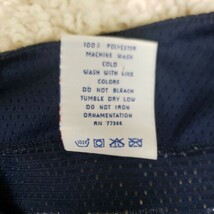 100% POLYESTER
MACHINE WASH
COLD
WASH WITH LIKE
COLORS
DO NOT BLEACH
TUMBLE DRY LOW
DO NOT IRON
ORNAMENTATION
RN 77366